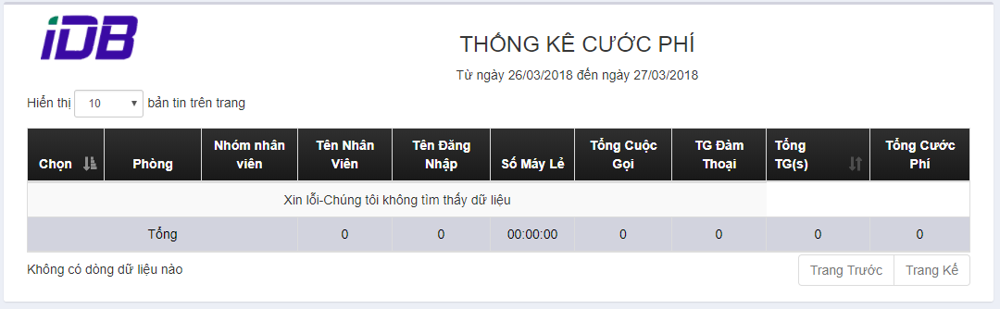 iDB
THỐNG KÊ CƯỚC PHÍ
Từ ngày 26/03/2018 đến ngày 27/03/2018
Hiển thị 10 bản tin trên trang
Chọn Phòng Nhóm nhân viên Tên Nhân Viên Tên Đăng Nhập Số Máy Lẻ Tổng Cuộc Gọi TG Đàm Thoại Tổng TG(s) Tổng Cước Phí
Xin lỗi-Chúng tôi không tìm thấy dữ liệu
Tổng 0 0 00:00:00 0 0 0 0
Không có dòng dữ liệu nào Trang Trước Trang Kế